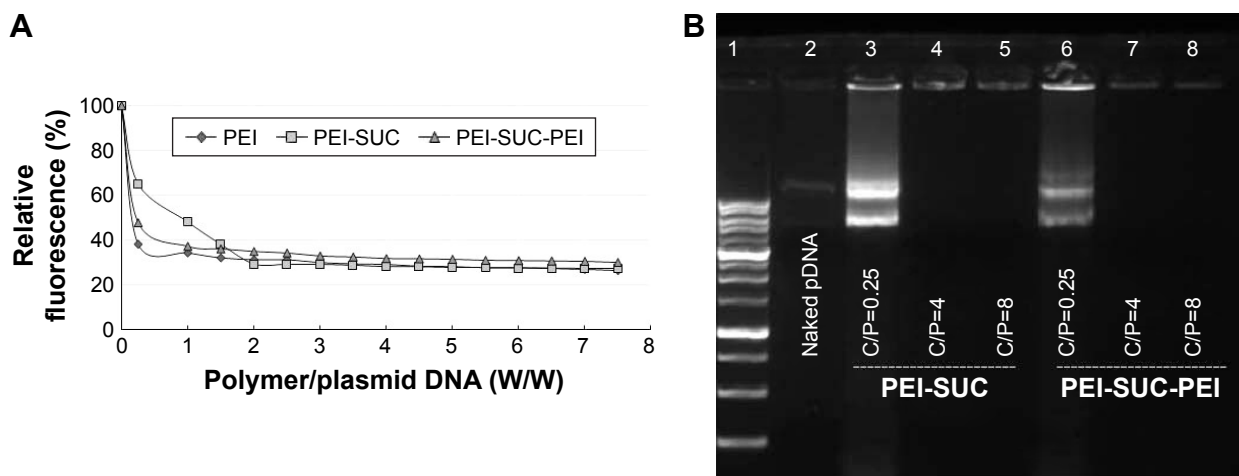 A
Relative
fluorescence (%)
100
80
60
40
20
0
PEI PEI-SUC PEI-SUC-PEI
0 1 2 3 4 5 6 7 8
Polymer/plasmid DNA (W/W)
B
1 2 3 4 5 6 7 8
Naked pDNA
C/P=0.25
C/P=4
C/P=8
C/P=0.25
C/P=4
C/P=8
PEI-SUC PEI-SUC-PEI